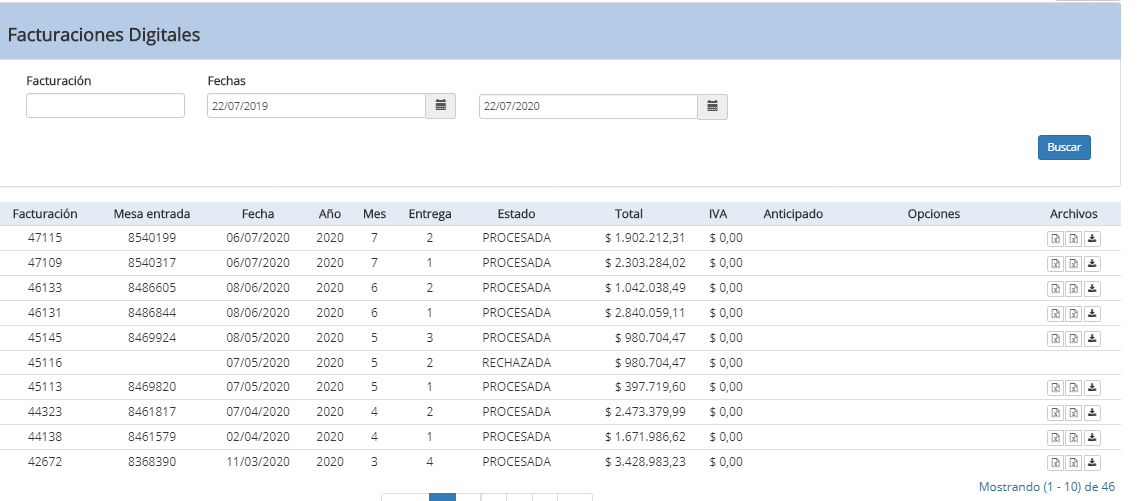 Facturaciones Digitales
Facturación Fechas
22/07/2019 22/07/2020
Buscar
Facturación Mesa entrada Fecha Año Mes Entrega Estado Total IVA Anticipado Opciones Archivos
47115 8540199 06/07/2020 2020 7 2 PROCESADA $ 1.902.212,31 $ 0,00
47109 8540317 06/07/2020 2020 7 1 PROCESADA $ 2.303.284,02 $ 0,00
46133 8486605 08/06/2020 2020 6 2 PROCESADA $ 1.042.038,49 $ 0,00
46131 8486844 08/06/2020 2020 6 1 PROCESADA $ 2.840.059,11 $ 0,00
45145 8469924 08/05/2020 2020 5 3 PROCESADA $ 980.704,47 $ 0,00
45116 07/05/2020 2020 5 2 RECHAZADA $ 980.704,47 $ 0,00
45113 8469820 07/05/2020 2020 5 1 PROCESADA $ 397.719,60 $ 0,00
44323 8461817 07/04/2020 2020 4 2 PROCESADA $ 2.473.379,99 $ 0,00
44138 8461579 02/04/2020 2020 4 1 PROCESADA $ 1.671.986,62 $ 0,00
42672 8368390 11/03/2020 2020 3 4 PROCESADA $ 3.428.983,23 $ 0,00
Mostrando (1 - 10) de 46